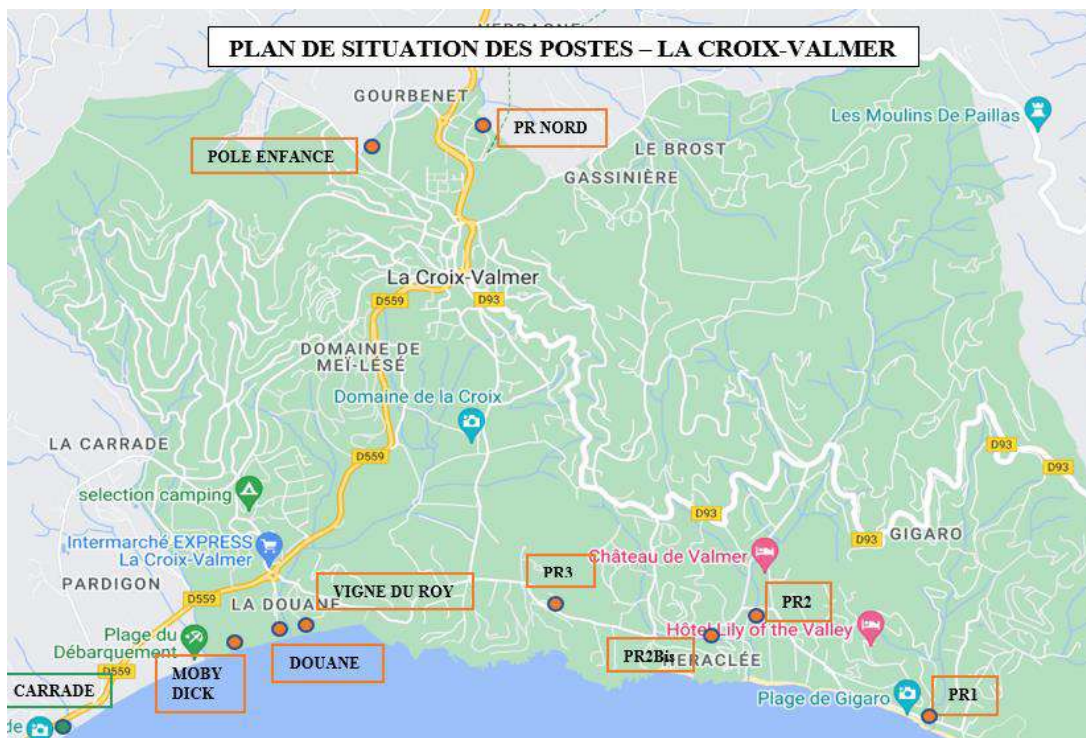 PLAN DE SITUATION DES POSTES – LA CROIX-VALMER
GOURBENET
PR NORD
Les Moulins De Paillas
POLE ENFANCE
LE BROST
GASSINIÈRE
La Croix-Valmer
D559
D93
DOMAINE DE
MEÏ-LÉSÉ
Domaine de la Croix
LA CARRADE
D559
D93
D93
selection camping
D93
D93
GIGARO
Intermarché EXPRESS
La Croix-Valmer
Château de Valmer
PARDIGON
PR3
VIGNE DU ROY
D559
LA DOUANE
PR2
Plage du
Débarquement
Hôtel Lily of the Valley
PR2Bis
HERACLÉE
MOBY
DICK
DOUANE
D559
CARRADE
Plage de Gigaro
PR1
de